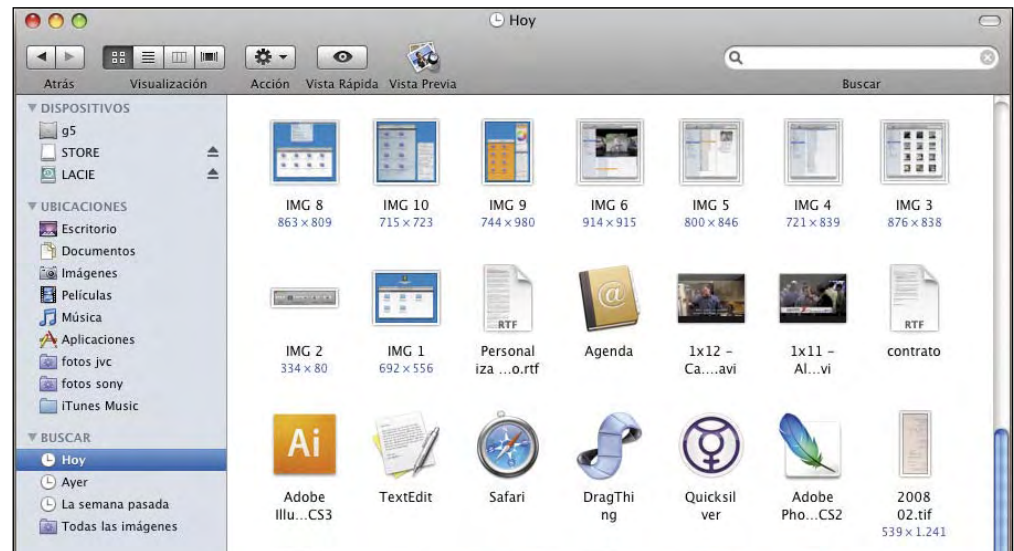 Hoy
Atrás Visualización Acción Vista Rápida Vista Previa Buscar
DISPOSITIVOS
g5
STORE
LACIE
UBICACIONES
Escritorio
Documentos
Imágenes
Películas
Música
Aplicaciones
fotos jvc
fotos sony
iTunes Music
BUSCAR
Hoy
Ayer
La semana pasada
Todas las imágenes
IMG 8 IMG 10 IMG 9 IMG 6 IMG 5 IMG 4 IMG 3
863 × 809 715 × 723 744 × 980 914 × 915 800 × 846 721 × 839 876 × 838
RTF @ RTF
IMG 2 IMG 1 Personal Agenda 1x12 – 1x11 – contrato
334 × 80 692 × 556 iza ...o.rtf Ca....avi Al...vi
Ai
Adobe TextEdit Safari DragThi Quicksil Adobe 2008
Illu...CS3 ng ver Pho...CS2 02.tif
539 × 1.241